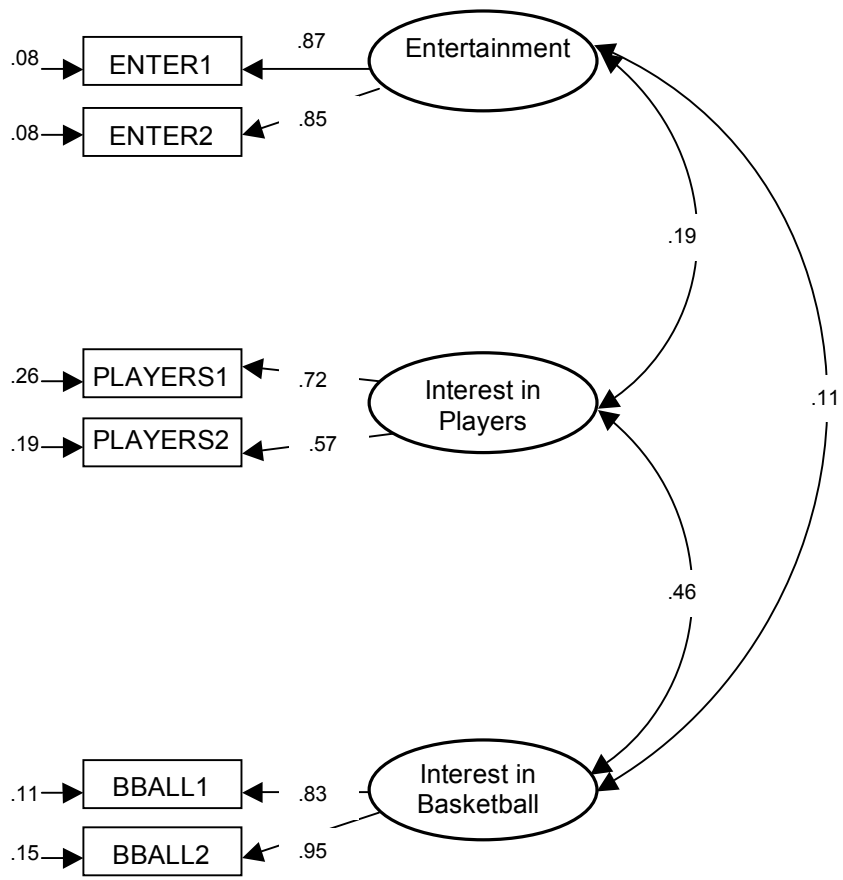 .08 ENTER1 .87 Entertainment
.08 ENTER2 .85
.19
.26 PLAYERS1 .72 Interest in
Players
.19 PLAYERS2 .57
.11
.46
.11 BBALL1 .83 Interest in
Basketball
.15 BBALL2 .95